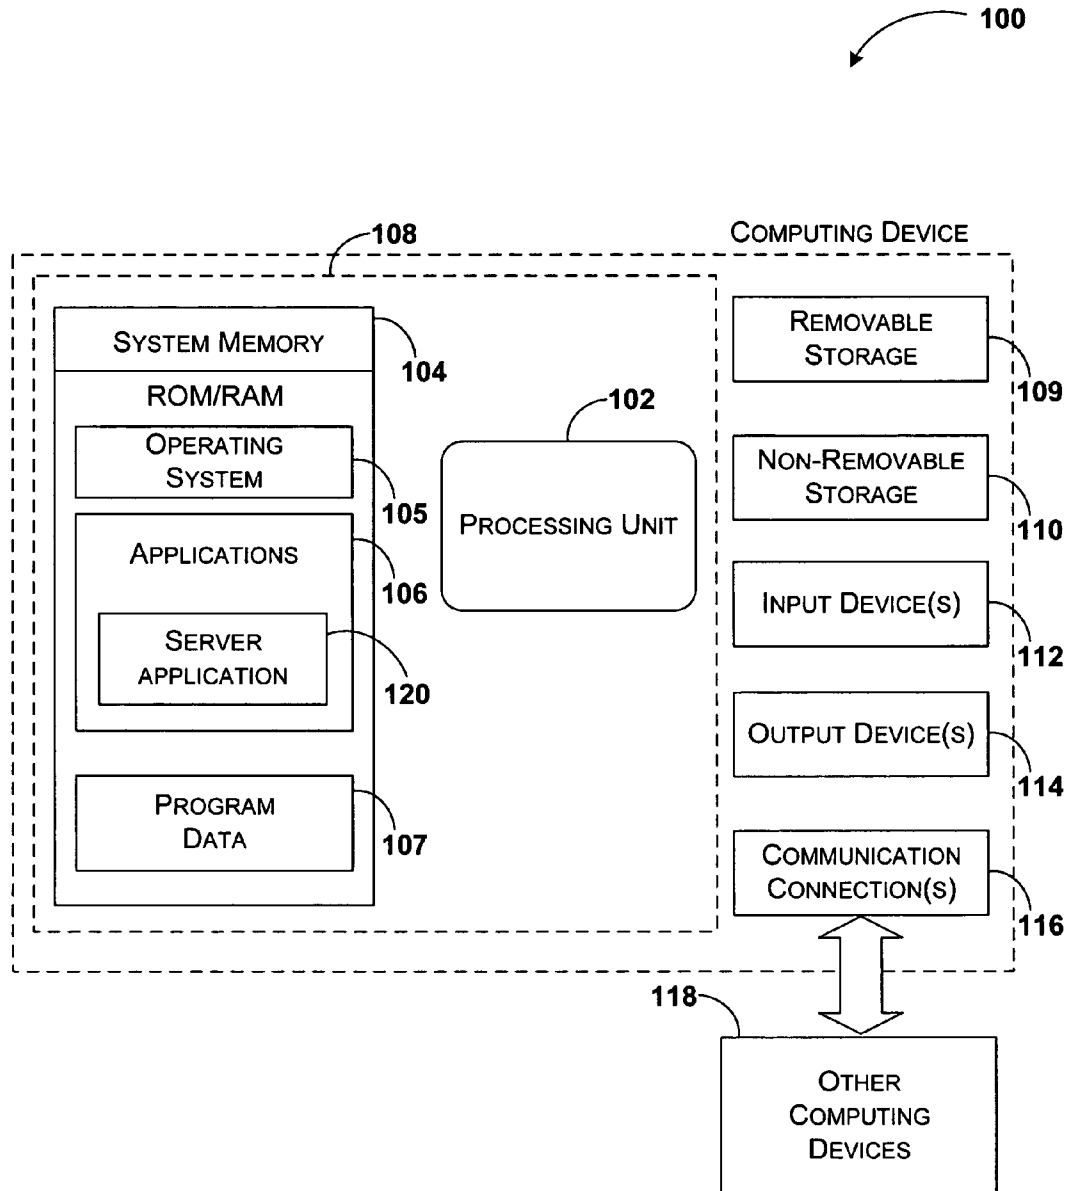 100
108
COMPUTING DEVICE
SYSTEM MEMORY
104
ROM/RAM
OPERATING
SYSTEM
105
APPLICATIONS
106
SERVER
APPLICATION
120
PROGRAM
DATA
107
102
PROCESSING UNIT
REMOVABLE
STORAGE
109
NON-REMOVABLE
STORAGE
110
INPUT DEVICE(S)
112
OUTPUT DEVICE(S)
114
COMMUNICATION
CONNECTION(S)
116
118
OTHER
COMPUTING
DEVICES